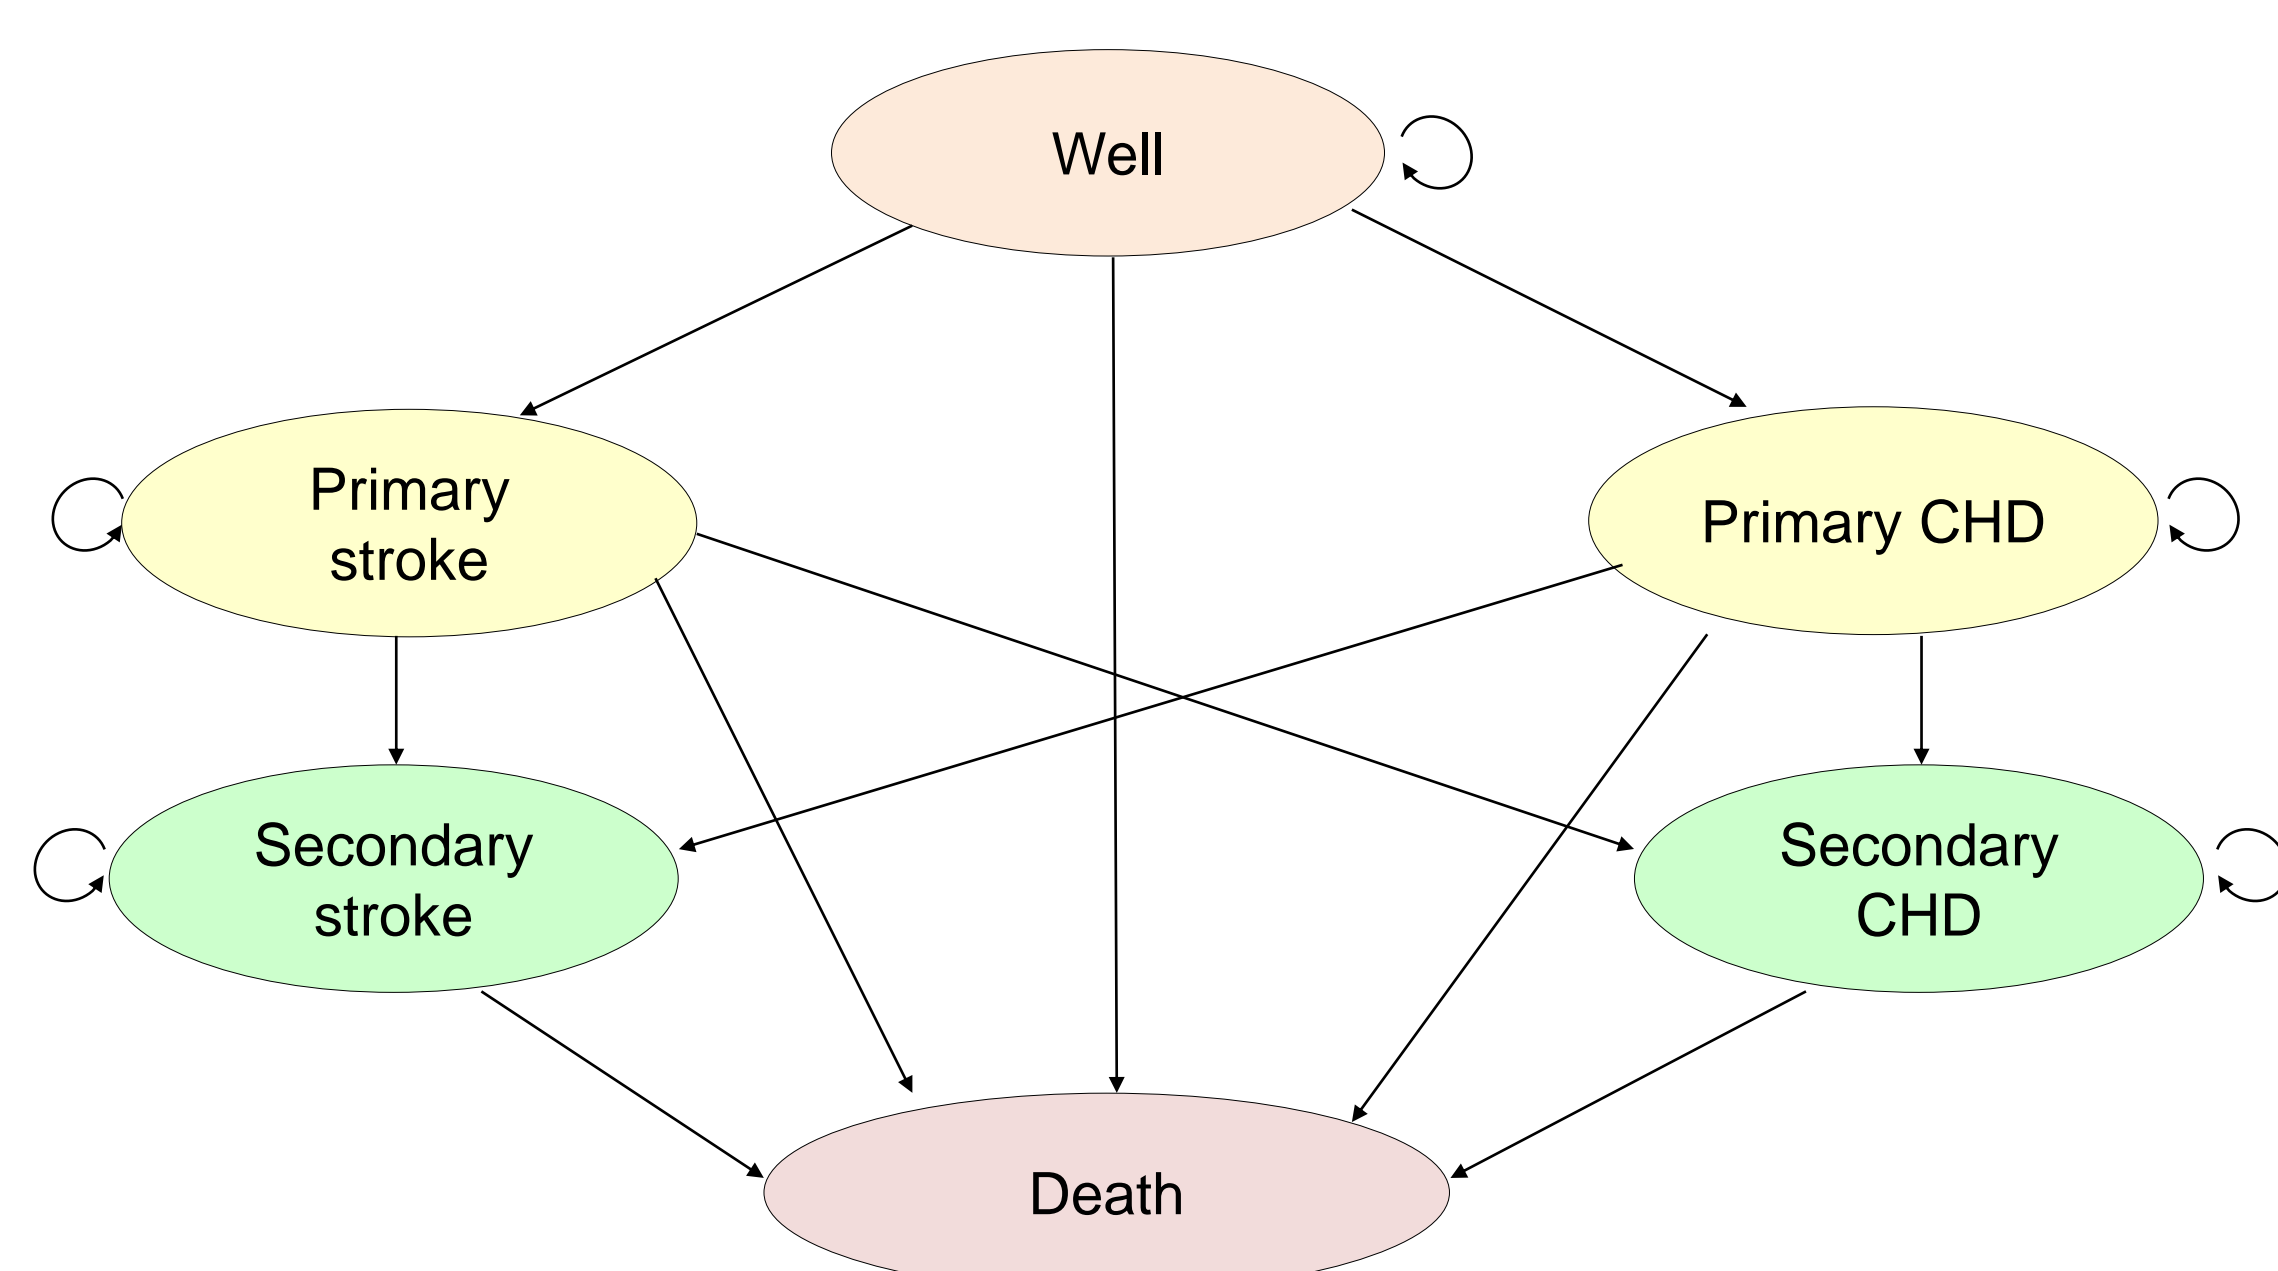 Well
Primary
stroke
Primary CHD
Secondary
stroke
Secondary
CHD
Death